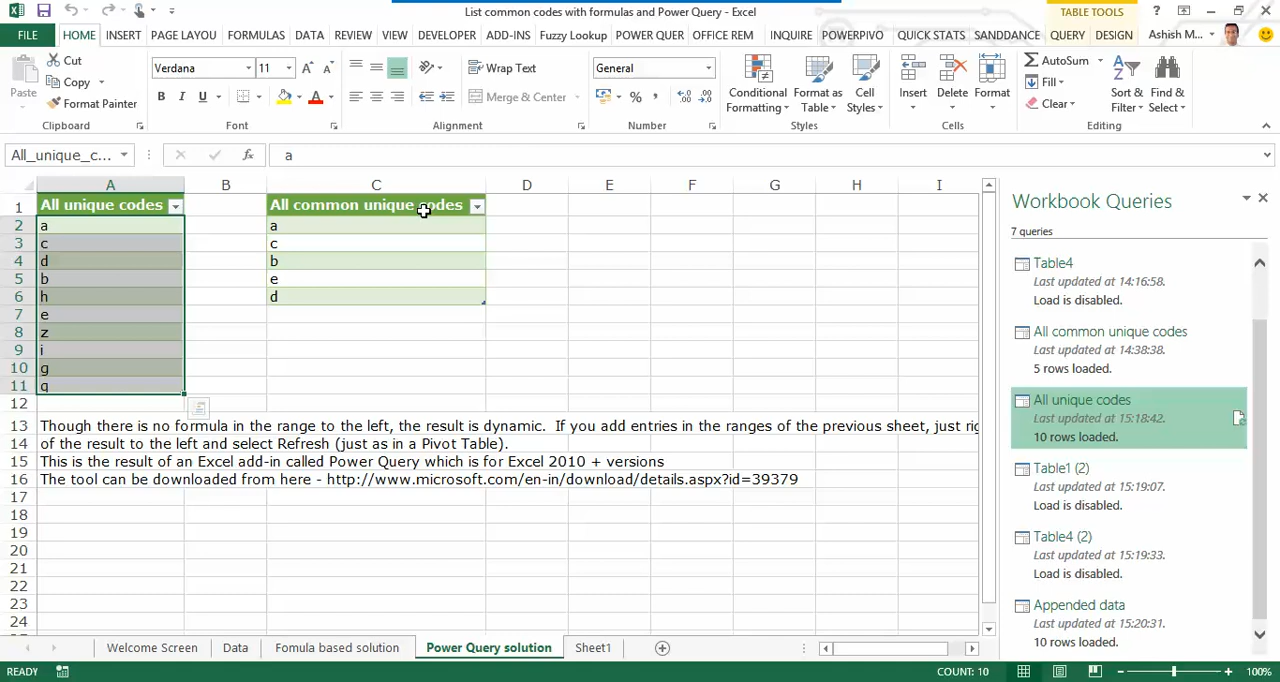 List common codes with formulas and Power Query - Excel
TABLE TOOLS
?
FILE HOME INSERT PAGE LAYOU FORMULAS DATA REVIEW VIEW DEVELOPER ADD-INS Fuzzy Lookup POWER QUER OFFICE REM INQUIRE POWERPIVO QUICK STATS SANDDANCE QUERY DESIGN Ashish M...
Paste
Cut
Copy
Format Painter
Clipboard
Verdana 11 A A
B I U A
Font
Wrap Text
Merge & Center
Alignment
General
% ,
Number
Conditional Formatting
Format as Table
Cell Styles
Styles
Insert Delete Format
Cells
AutoSum
Fill
Clear
Sort & Filter
Find & Select
Editing
All_unique_c... fx a
A B C D E F G H I
1 All unique codes All common unique codes
2 a a
3 c c
4 d b
5 b e
6 h d
7 e
8 z
9 i
10 g
11 q
12
13 Though there is no formula in the range to the left, the result is dynamic. If you add entries in the ranges of the previous sheet, just rig
14 of the result to the left and select Refresh (just as in a Pivot Table).
15 This is the result of an Excel add-in called Power Query which is for Excel 2010 + versions
16 The tool can be downloaded from here - http://www.microsoft.com/en-in/download/details.aspx?id=39379
17
18
19
20
21
22
23
24
Workbook Queries
7 queries
Table4
Last updated at 14:16:58.
Load is disabled.
All common unique codes
Last updated at 14:38:38.
5 rows loaded.
All unique codes
Last updated at 15:18:42.
10 rows loaded.
Table1 (2)
Last updated at 15:19:07.
Load is disabled.
Table4 (2)
Last updated at 15:19:33.
Load is disabled.
Appended data
Last updated at 15:20:31.
10 rows loaded.
Welcome Screen Data Fomula based solution Power Query solution Sheet1
READY COUNT: 10 100%